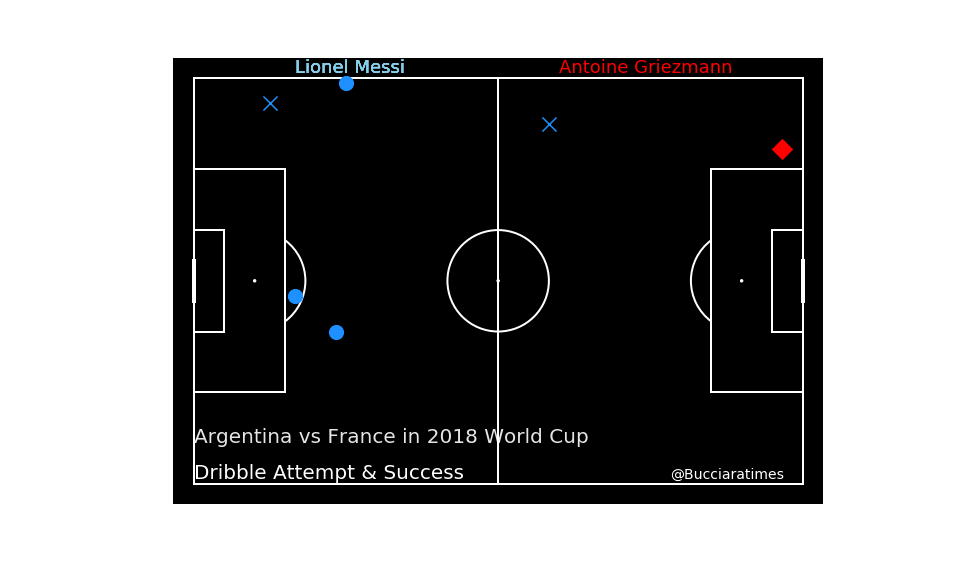 Lionel Messi
Antoine Griezmann
Argentina vs France in 2018 World Cup
Dribble Attempt & Success
@Bucciaratimes